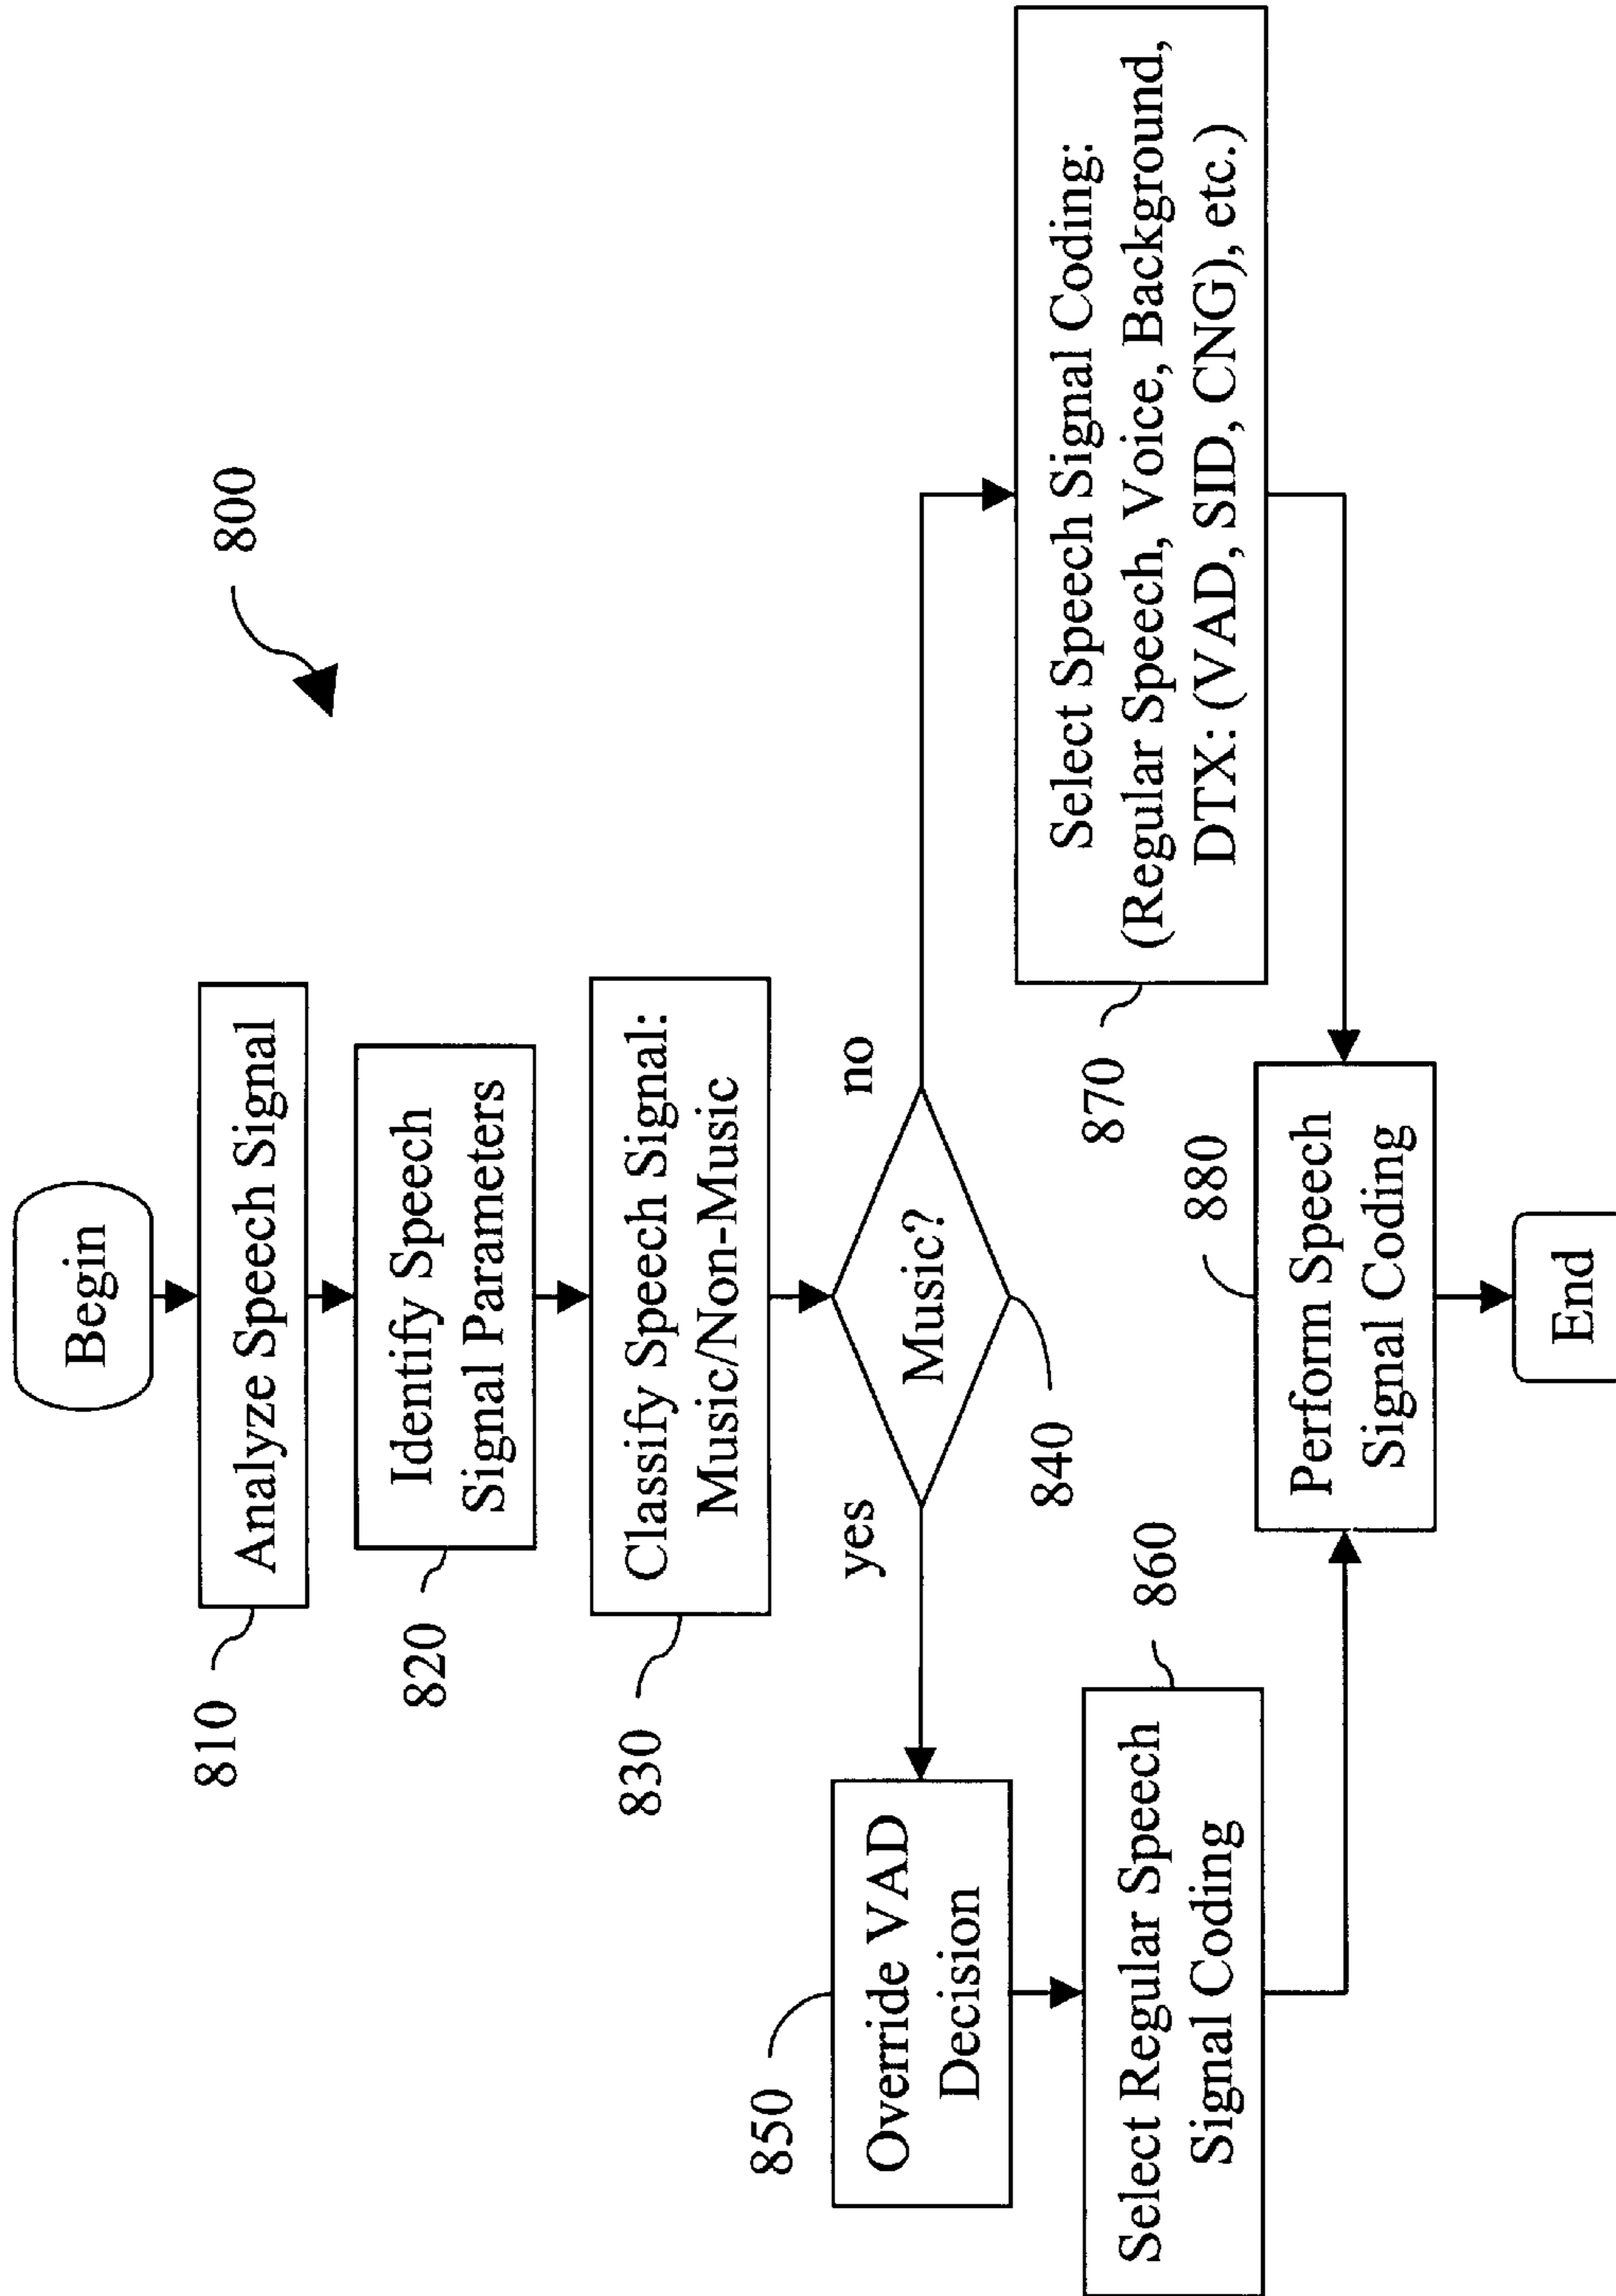 800
Begin
810
Analyze Speech Signal
820
Identify Speech
Signal Parameters
830
Classify Speech Signal:
Music/Non-Music
yes
Music?
no
840
850
Override VAD
Decision
860
Select Regular Speech
Signal Coding
870
Select Speech Signal Coding:
(Regular Speech, Voice, Background,
DTX: (VAD, SID, CNG), etc.)
880
Perform Speech
Signal Coding
End